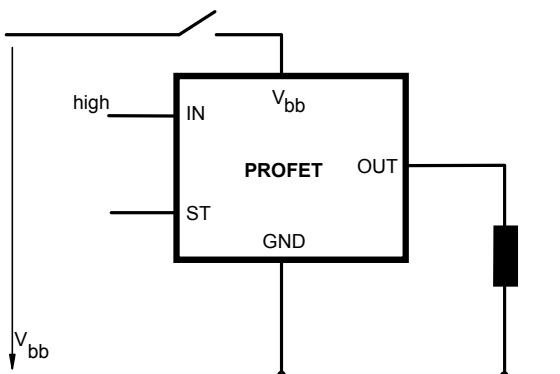 high
V bb
IN
PROFET
OUT
ST
GND
V bb